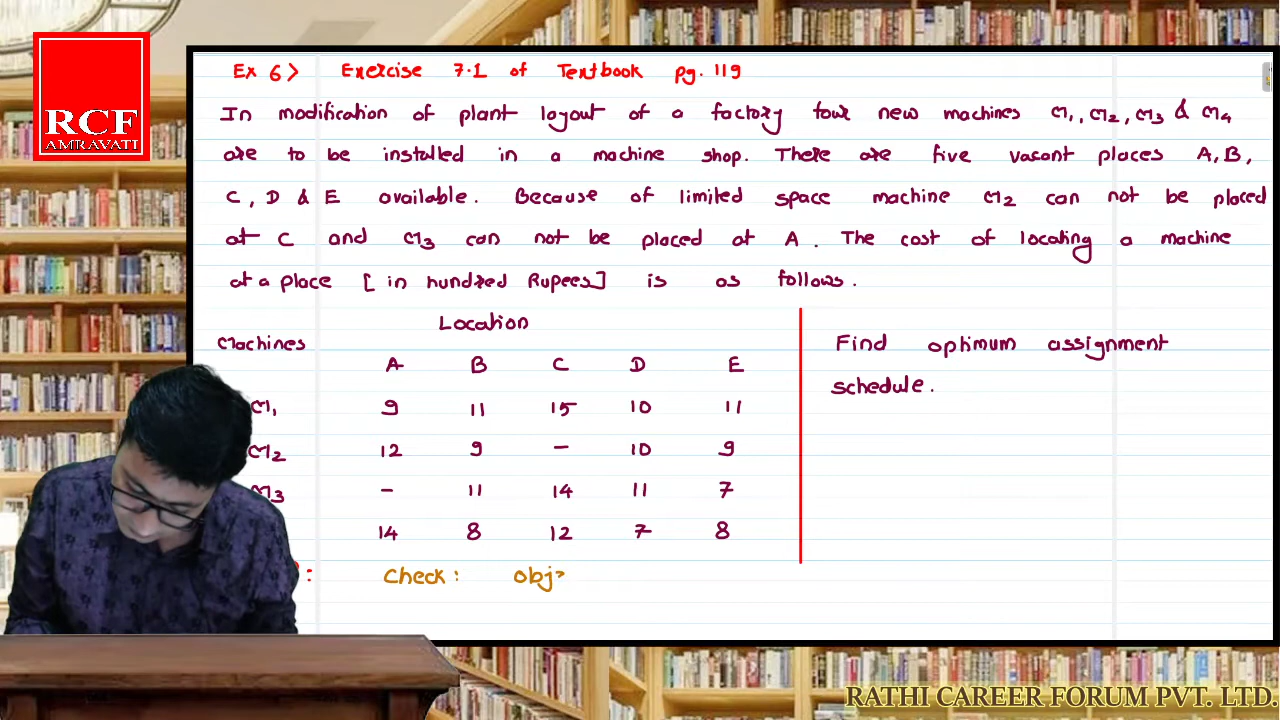 RCF
AMRAVATI
Ex 6> Exercise 7.1 of Textbook pg. 119
In modification of plant layout of a factory four new machines M1, M2, M3 & M4
are to be installed in a machine shop. There are five vacant places A, B,
C, D & E available. Because of limited space machine M2 can not be placed
at C and M3 can not be placed at A. The cost of locating a machine
at a place [in hundred Rupees] is as follows.
Location
Machines
A B C D E
M1 9 11 15 10 11
M2 12 9 - 10 9
M3 - 11 14 11 7
14 8 12 7 8
Find optimum assignment
schedule.
: Check: Obj
RATHI CAREER FORUM PVT. LTD.